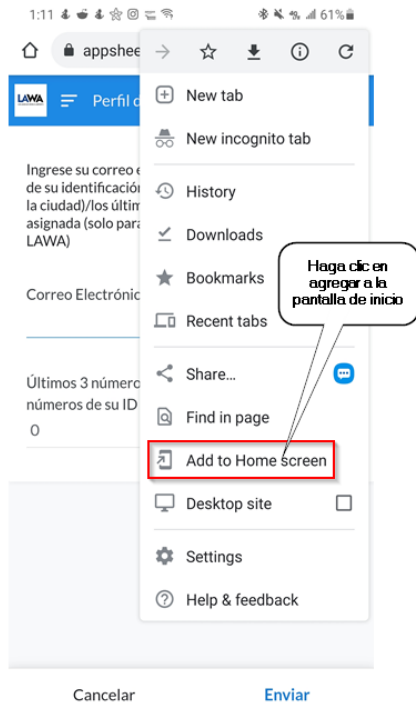 1:11
61%
appshee
LAWA
Perfil d
Ingrese su correo e
de su identificación
la ciudad)/los últim
asignada (solo para
LAWA)
Correo Electrónic
Últimos 3 número
números de su ID
0
New tab
New incognito tab
History
Downloads
Bookmarks
Recent tabs
Share...
Find in page
Add to Home screen
Desktop site
Settings
Help & feedback
Haga clic en
agregar a la
pantalla de inicio
Cancelar
Enviar